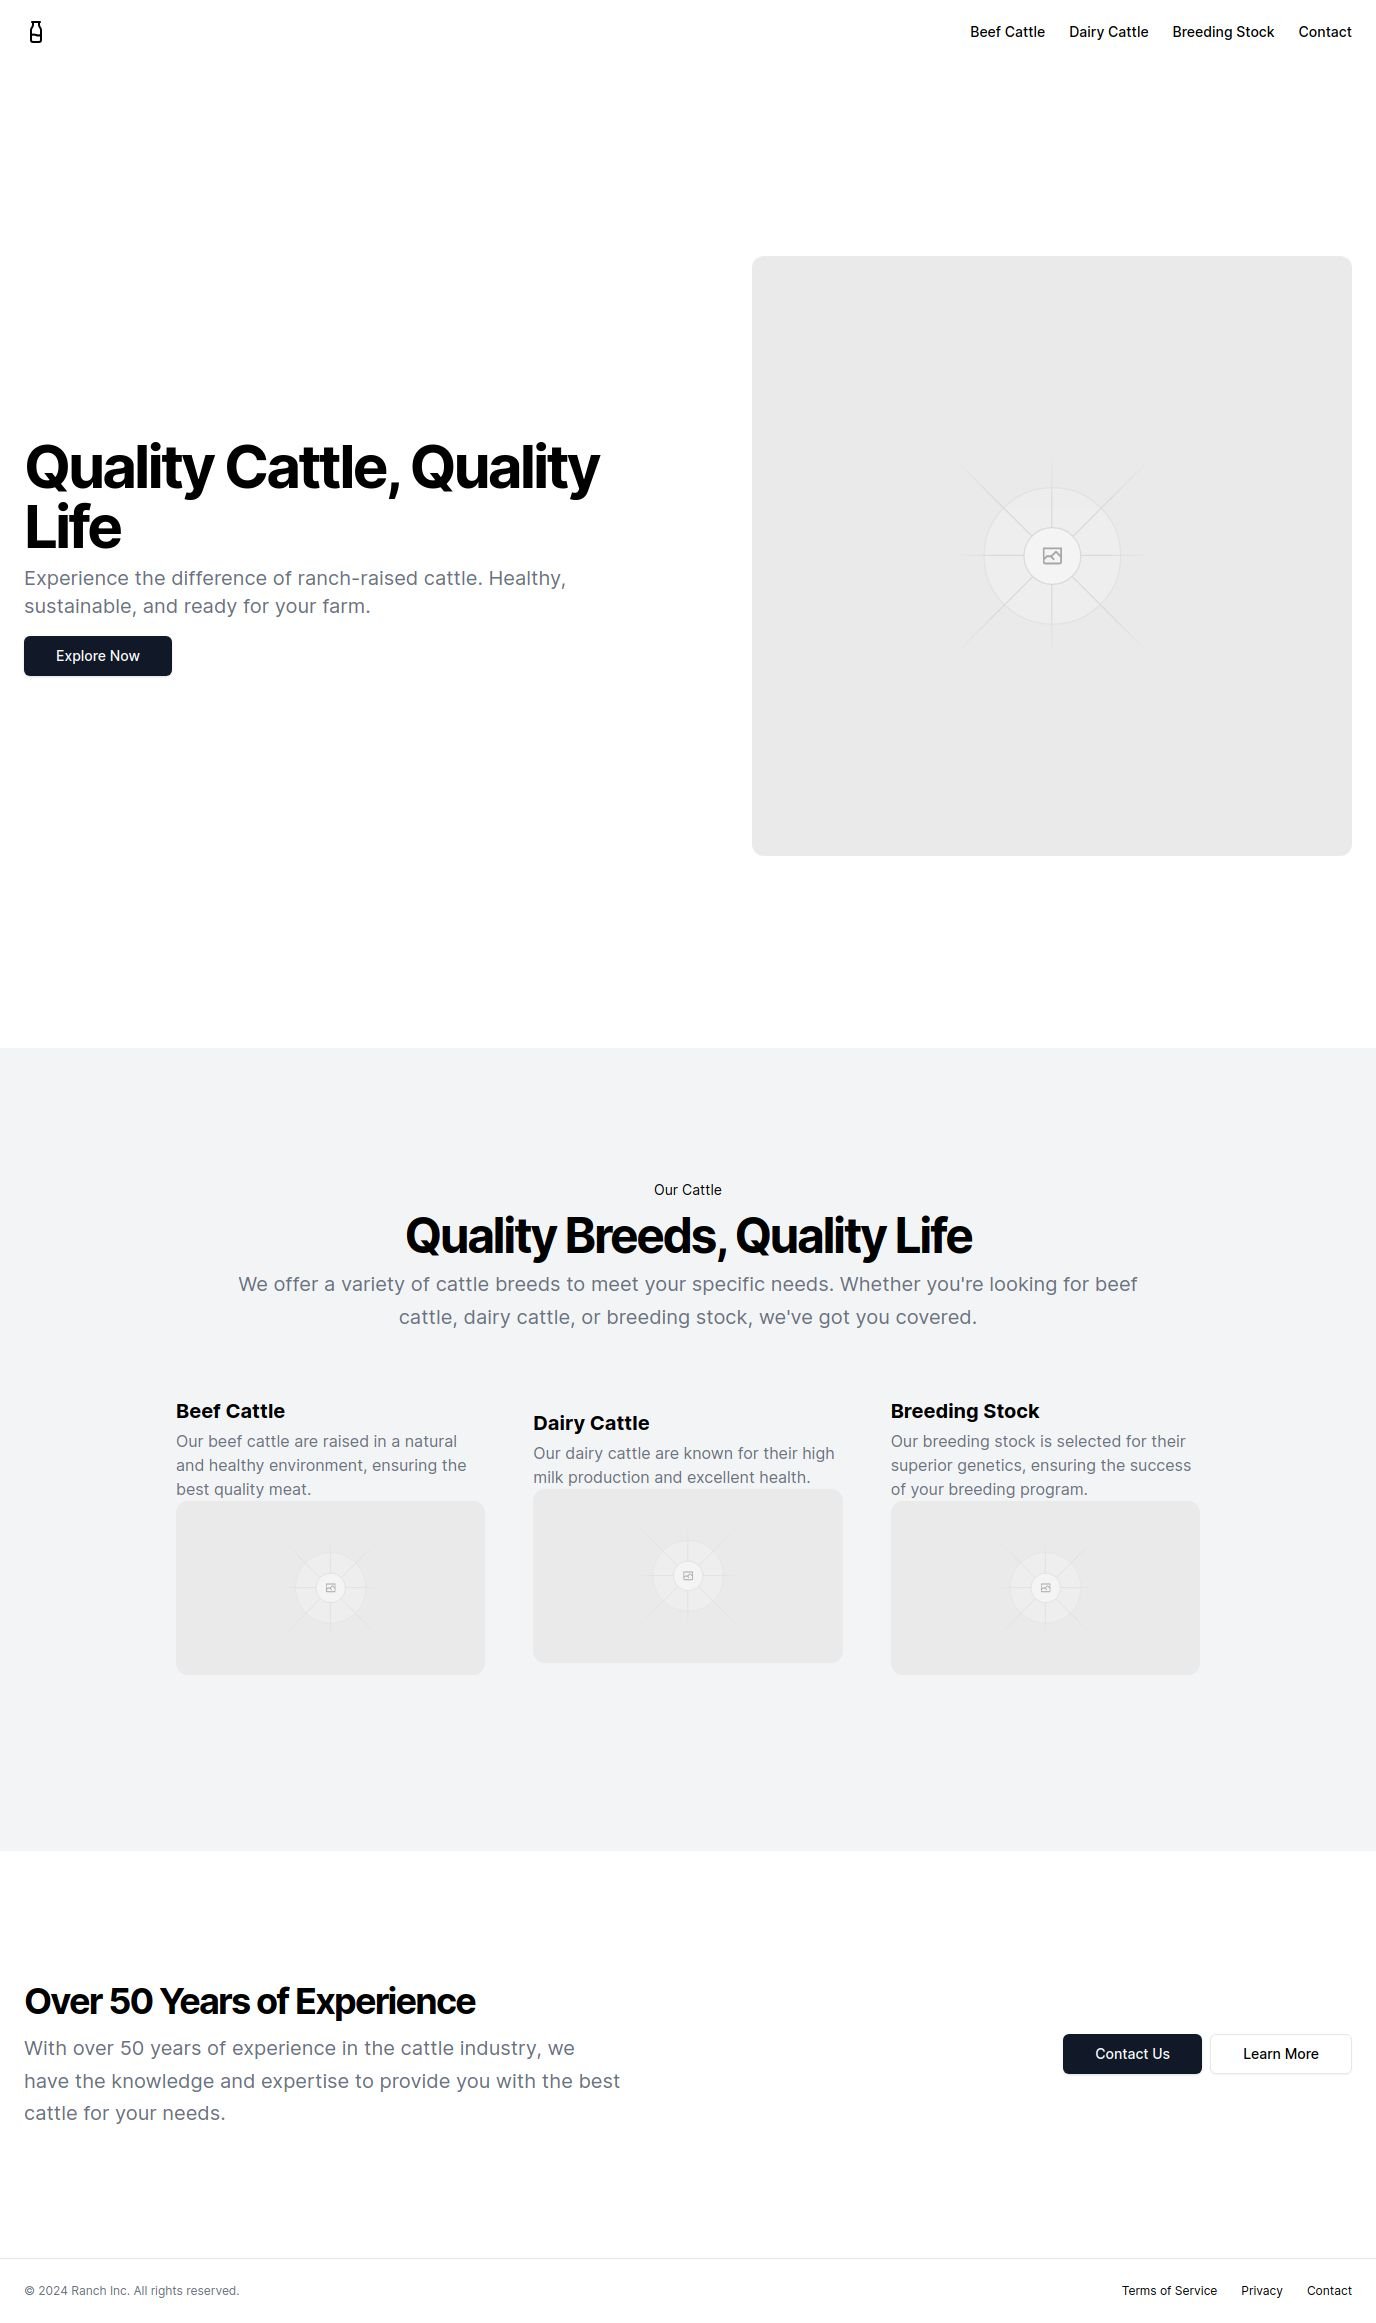 Beef Cattle Dairy Cattle Breeding Stock Contact
Quality Cattle, Quality
Life
Experience the difference of ranch-raised cattle. Healthy,
sustainable, and ready for your farm.
Explore Now
Our Cattle
Quality Breeds, Quality Life
We offer a variety of cattle breeds to meet your specific needs. Whether you're looking for beef
cattle, dairy cattle, or breeding stock, we've got you covered.
Beef Cattle
Our beef cattle are raised in a natural
and healthy environment, ensuring the
best quality meat.
Dairy Cattle
Our dairy cattle are known for their high
milk production and excellent health.
Breeding Stock
Our breeding stock is selected for their
superior genetics, ensuring the success
of your breeding program.
Over 50 Years of Experience
With over 50 years of experience in the cattle industry, we
have the knowledge and expertise to provide you with the best
cattle for your needs.
Contact Us
Learn More
© 2024 Ranch Inc. All rights reserved.
Terms of Service Privacy Contact